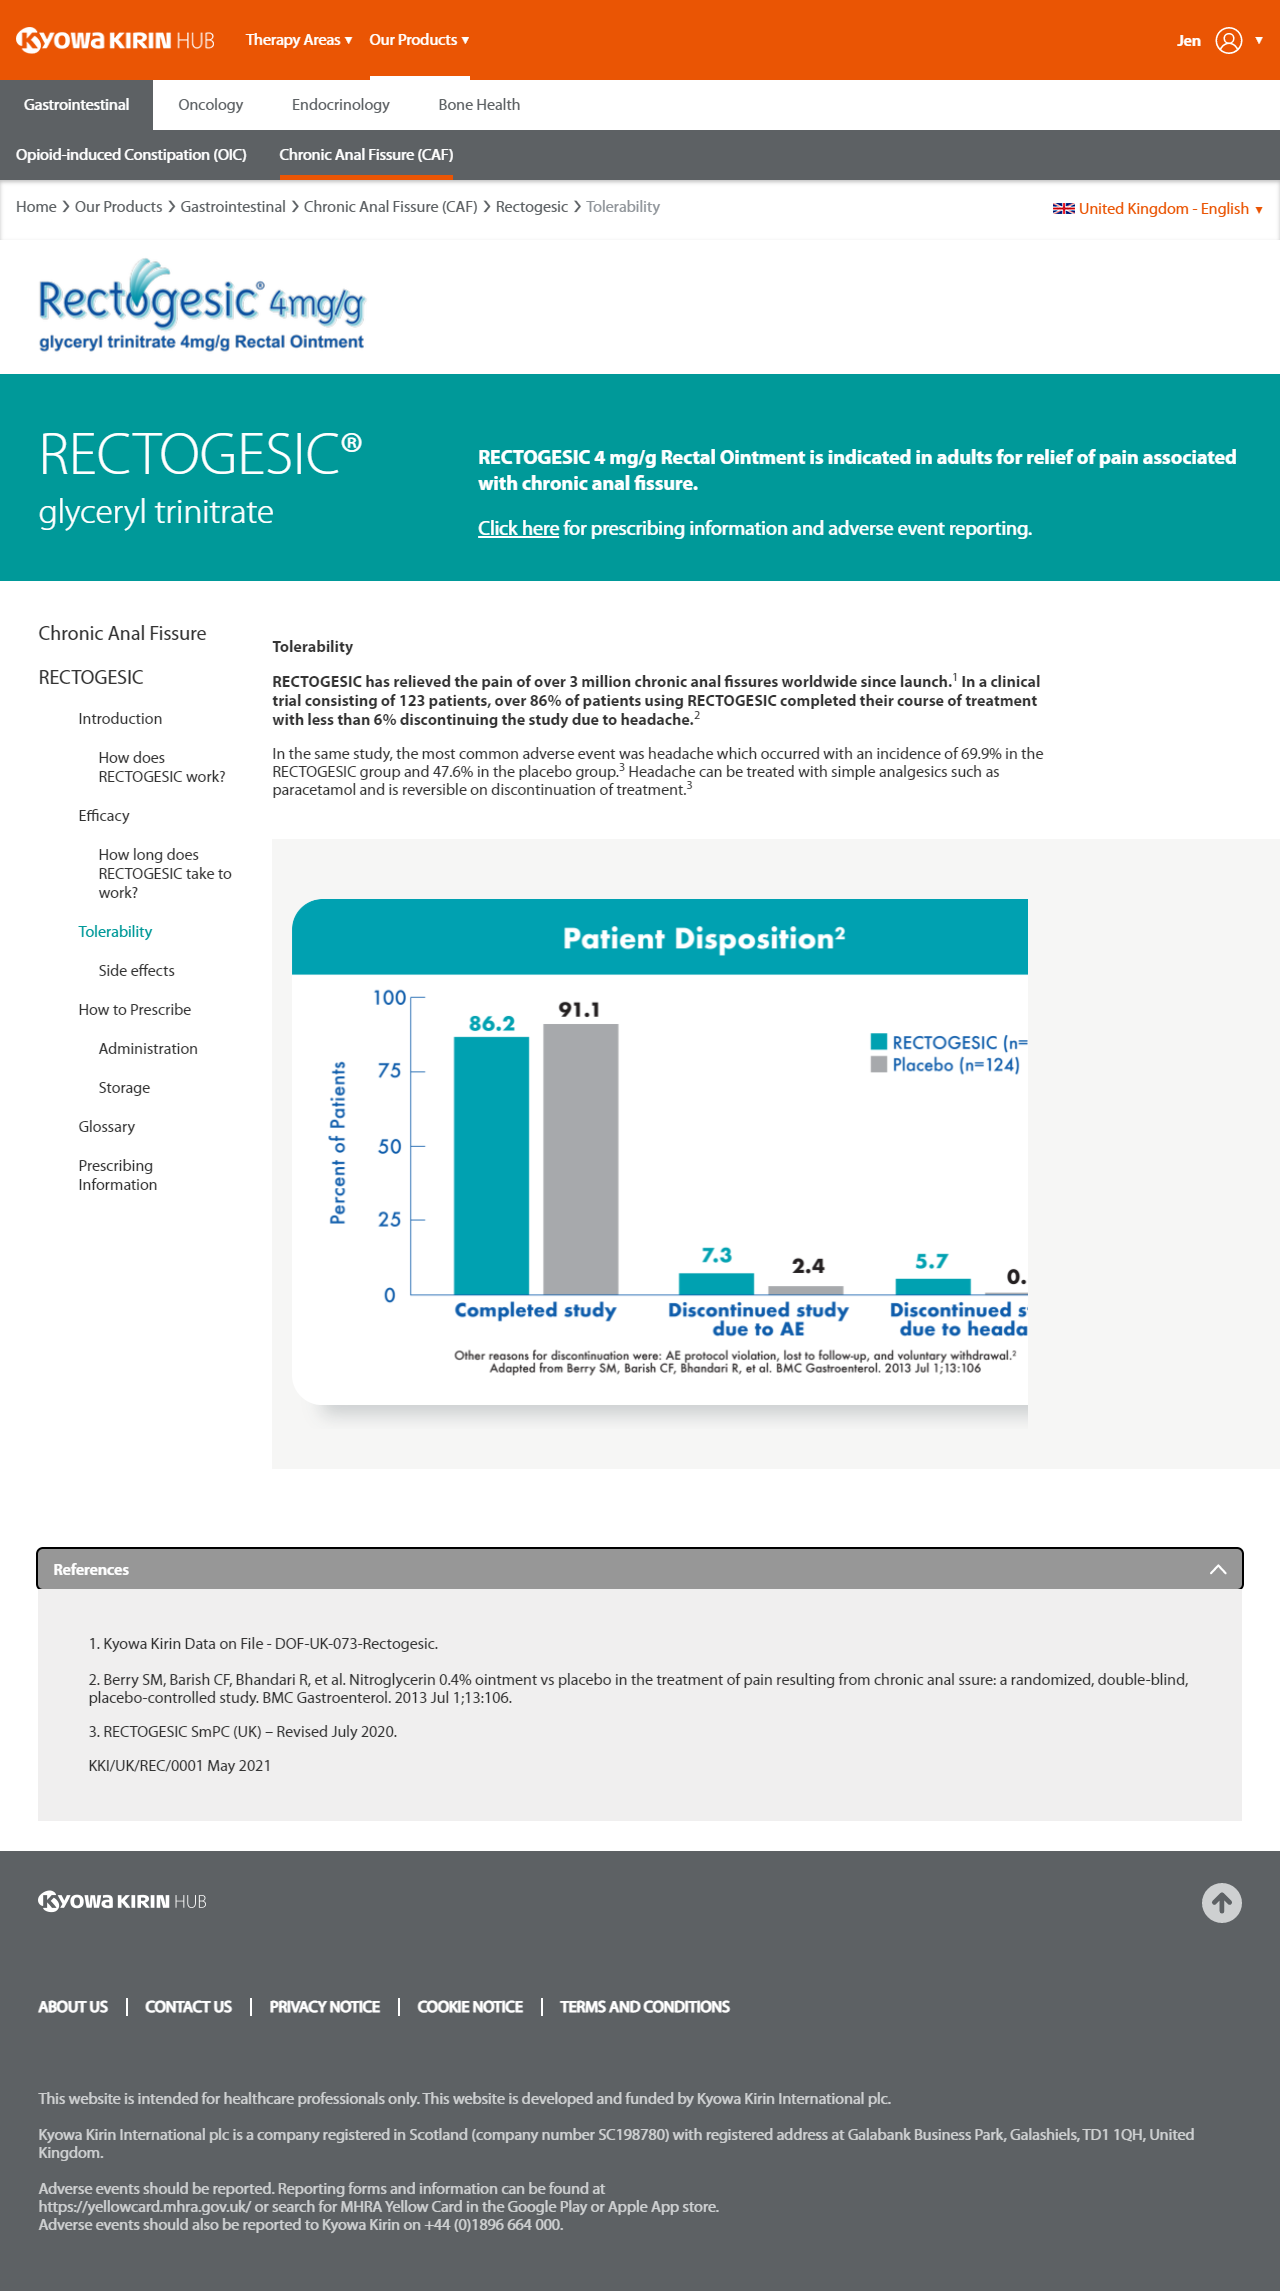 KYOWA KIRIN HUB
Therapy Areas ▼ Our Products ▼
Jen ▼
Gastrointestinal Oncology Endocrinology Bone Health
Opioid-induced Constipation (OIC) Chronic Anal Fissure (CAF)
Home > Our Products > Gastrointestinal > Chronic Anal Fissure (CAF) > Rectogesic > Tolerability
United Kingdom - English ▼
Rectogesic® 4mg/g
glyceryl trinitrate 4mg/g Rectal Ointment
RECTOGESIC®
glyceryl trinitrate
RECTOGESIC 4 mg/g Rectal Ointment is indicated in adults for relief of pain associated
with chronic anal fissure.
Click here for prescribing information and adverse event reporting.
Chronic Anal Fissure
RECTOGESIC
Introduction
How does
RECTOGESIC work?
Efficacy
How long does
RECTOGESIC take to
work?
Tolerability
Side effects
How to Prescribe
Administration
Storage
Glossary
Prescribing
Information
Tolerability
RECTOGESIC has relieved the pain of over 3 million chronic anal fissures worldwide since launch.1 In a clinical
trial consisting of 123 patients, over 86% of patients using RECTOGESIC completed their course of treatment
with less than 6% discontinuing the study due to headache.2
In the same study, the most common adverse event was headache which occurred with an incidence of 69.9% in the
RECTOGESIC group and 47.6% in the placebo group.3 Headache can be treated with simple analgesics such as
paracetamol and is reversible on discontinuation of treatment.3
Patient Disposition2
Percent of Patients
100
75
50
25
0
86.2
91.1
RECTOGESIC (n=
Placebo (n=124)
7.3
2.4
5.7
0.
Completed study
Discontinued study
due to AE
Discontinued s
due to heada
Other reasons for discontinuation were: AE protocol violation, lost to follow-up, and voluntary withdrawal.2
Adapted from Berry SM, Barish CF, Bhandari R, et al. BMC Gastroenterol. 2013 Jul 1;13:106
References
1. Kyowa Kirin Data on File - DOF-UK-073-Rectogesic.
2. Berry SM, Barish CF, Bhandari R, et al. Nitroglycerin 0.4% ointment vs placebo in the treatment of pain resulting from chronic anal ssure: a randomized, double-blind,
placebo-controlled study. BMC Gastroenterol. 2013 Jul 1;13:106.
3. RECTOGESIC SmPC (UK) – Revised July 2020.
KKI/UK/REC/0001 May 2021
KYOWA KIRIN HUB
ABOUT US | CONTACT US | PRIVACY NOTICE | COOKIE NOTICE | TERMS AND CONDITIONS
This website is intended for healthcare professionals only. This website is developed and funded by Kyowa Kirin International plc.
Kyowa Kirin International plc is a company registered in Scotland (company number SC198780) with registered address at Galabank Business Park, Galashiels, TD1 1QH, United
Kingdom.
Adverse events should be reported. Reporting forms and information can be found at
https://yellowcard.mhra.gov.uk/ or search for MHRA Yellow Card in the Google Play or Apple App store.
Adverse events should also be reported to Kyowa Kirin on +44 (0)1896 664 000.